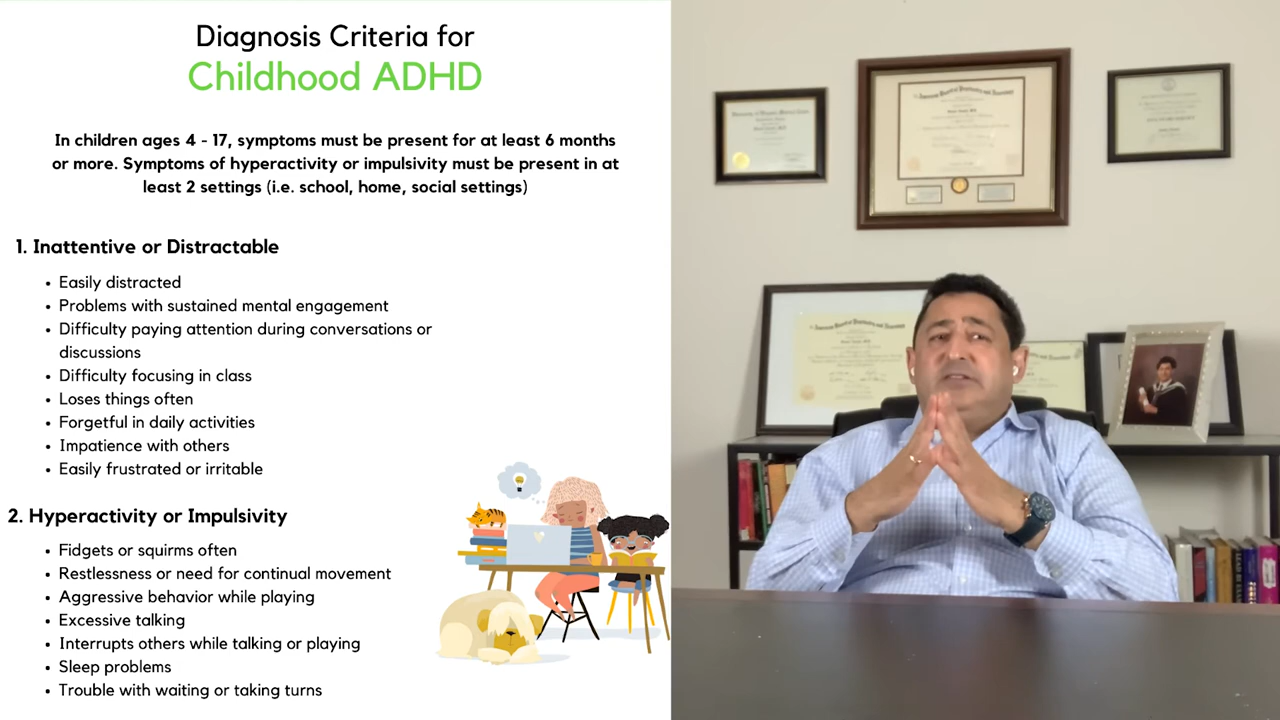 Diagnosis Criteria for
Childhood ADHD
In children ages 4 - 17, symptoms must be present for at least 6 months
or more. Symptoms of hyperactivity or impulsivity must be present in at
least 2 settings (i.e. school, home, social settings)
1. Inattentive or Distractable
• Easily distracted
• Problems with sustained mental engagement
• Difficulty paying attention during conversations or
discussions
• Difficulty focusing in class
• Loses things often
• Forgetful in daily activities
• Impatience with others
• Easily frustrated or irritable
2. Hyperactivity or Impulsivity
• Fidgets or squirms often
• Restlessness or need for continual movement
• Aggressive behavior while playing
• Excessive talking
• Interrupts others while talking or playing
• Sleep problems
• Trouble with waiting or taking turns